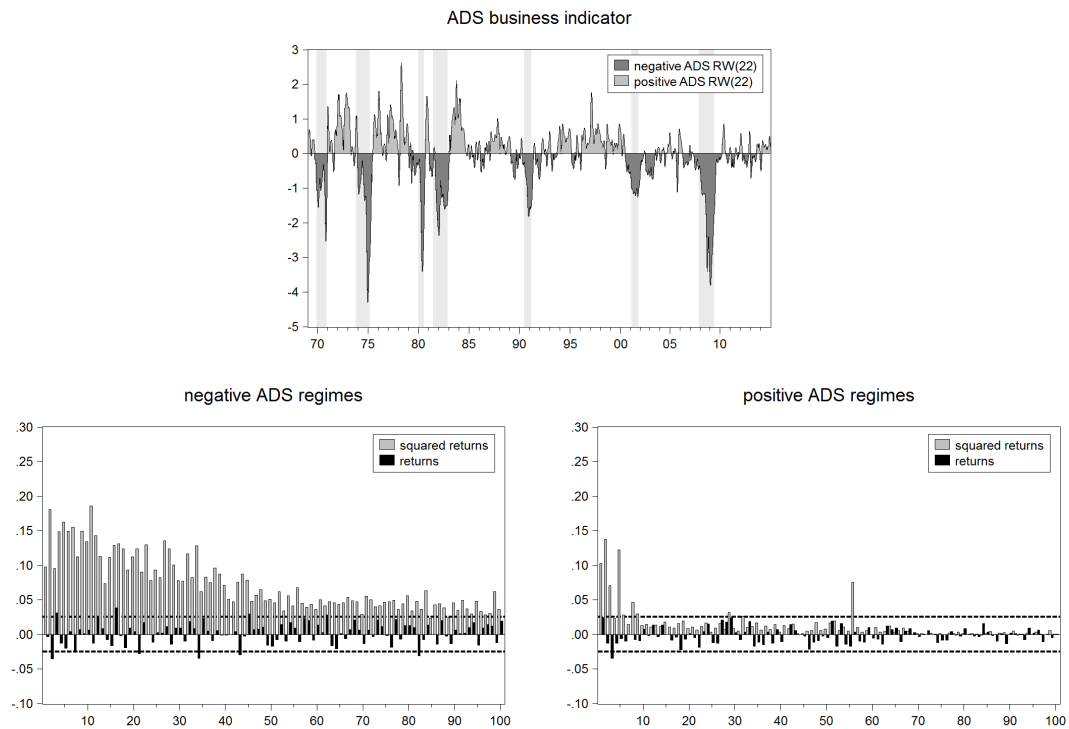 ADS business indicator
3
2
1
0
-1
-2
-3
-4
-5
negative ADS RW(22)
positive ADS RW(22)
70 75 80 85 90 95 00 05 10
negative ADS regimes
.30
.25
.20
.15
.10
.05
.00
-.05
-.10
squared returns
returns
10 20 30 40 50 60 70 80 90 100
positive ADS regimes
.30
.25
.20
.15
.10
.05
.00
-.05
-.10
squared returns
returns
10 20 30 40 50 60 70 80 90 100